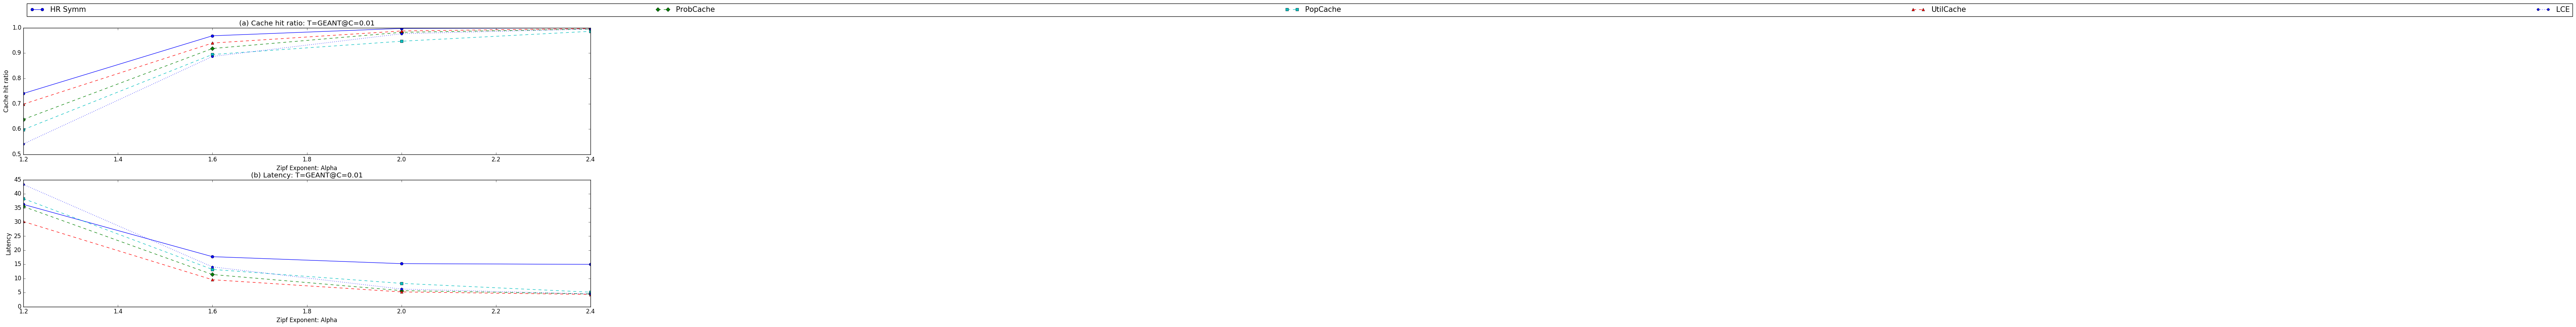 HR Symm ProbCache PopCache UtilCache LCE
(a) Cache hit ratio: T=GEANT@C=0.01
1.0
0.9
0.8
0.7
0.6
0.5
Cache hit ratio
1.2 1.4 1.6 1.8 2.0 2.2 2.4
Zipf Exponent: Alpha
(b) Latency: T=GEANT@C=0.01
45
40
35
30
25
20
15
10
5
0
Latency
1.2 1.4 1.6 1.8 2.0 2.2 2.4
Zipf Exponent: Alpha